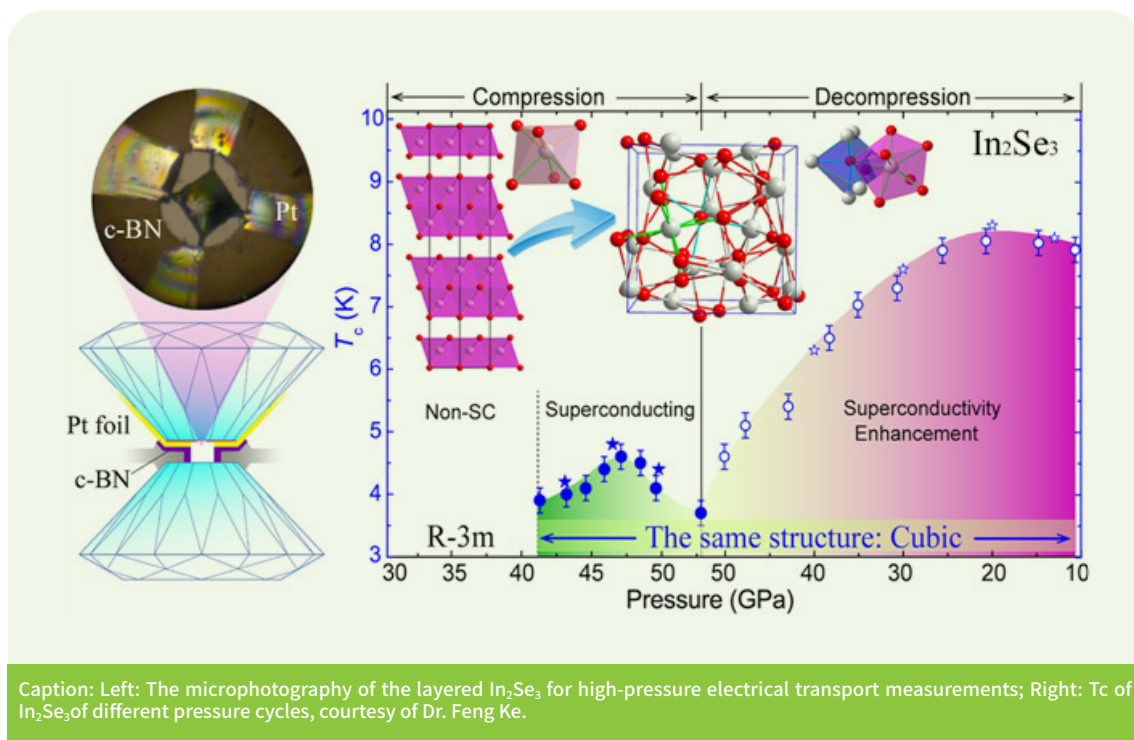 c-BN
Pt
Pt foil
c-BN
Compression
Decompression
In₂Se₃
10
9
8
7
6
5
4
3
Tc (K)
Non-SC
Superconducting
Superconductivity
Enhancement
R-3m
The same structure: Cubic
30 35 40 45 50 50 40 30 20 10
Pressure (GPa)
Caption: Left: The microphotography of the layered In₂Se₃ for high-pressure electrical transport measurements; Right: Tc of
In₂Se₃of different pressure cycles, courtesy of Dr. Feng Ke.